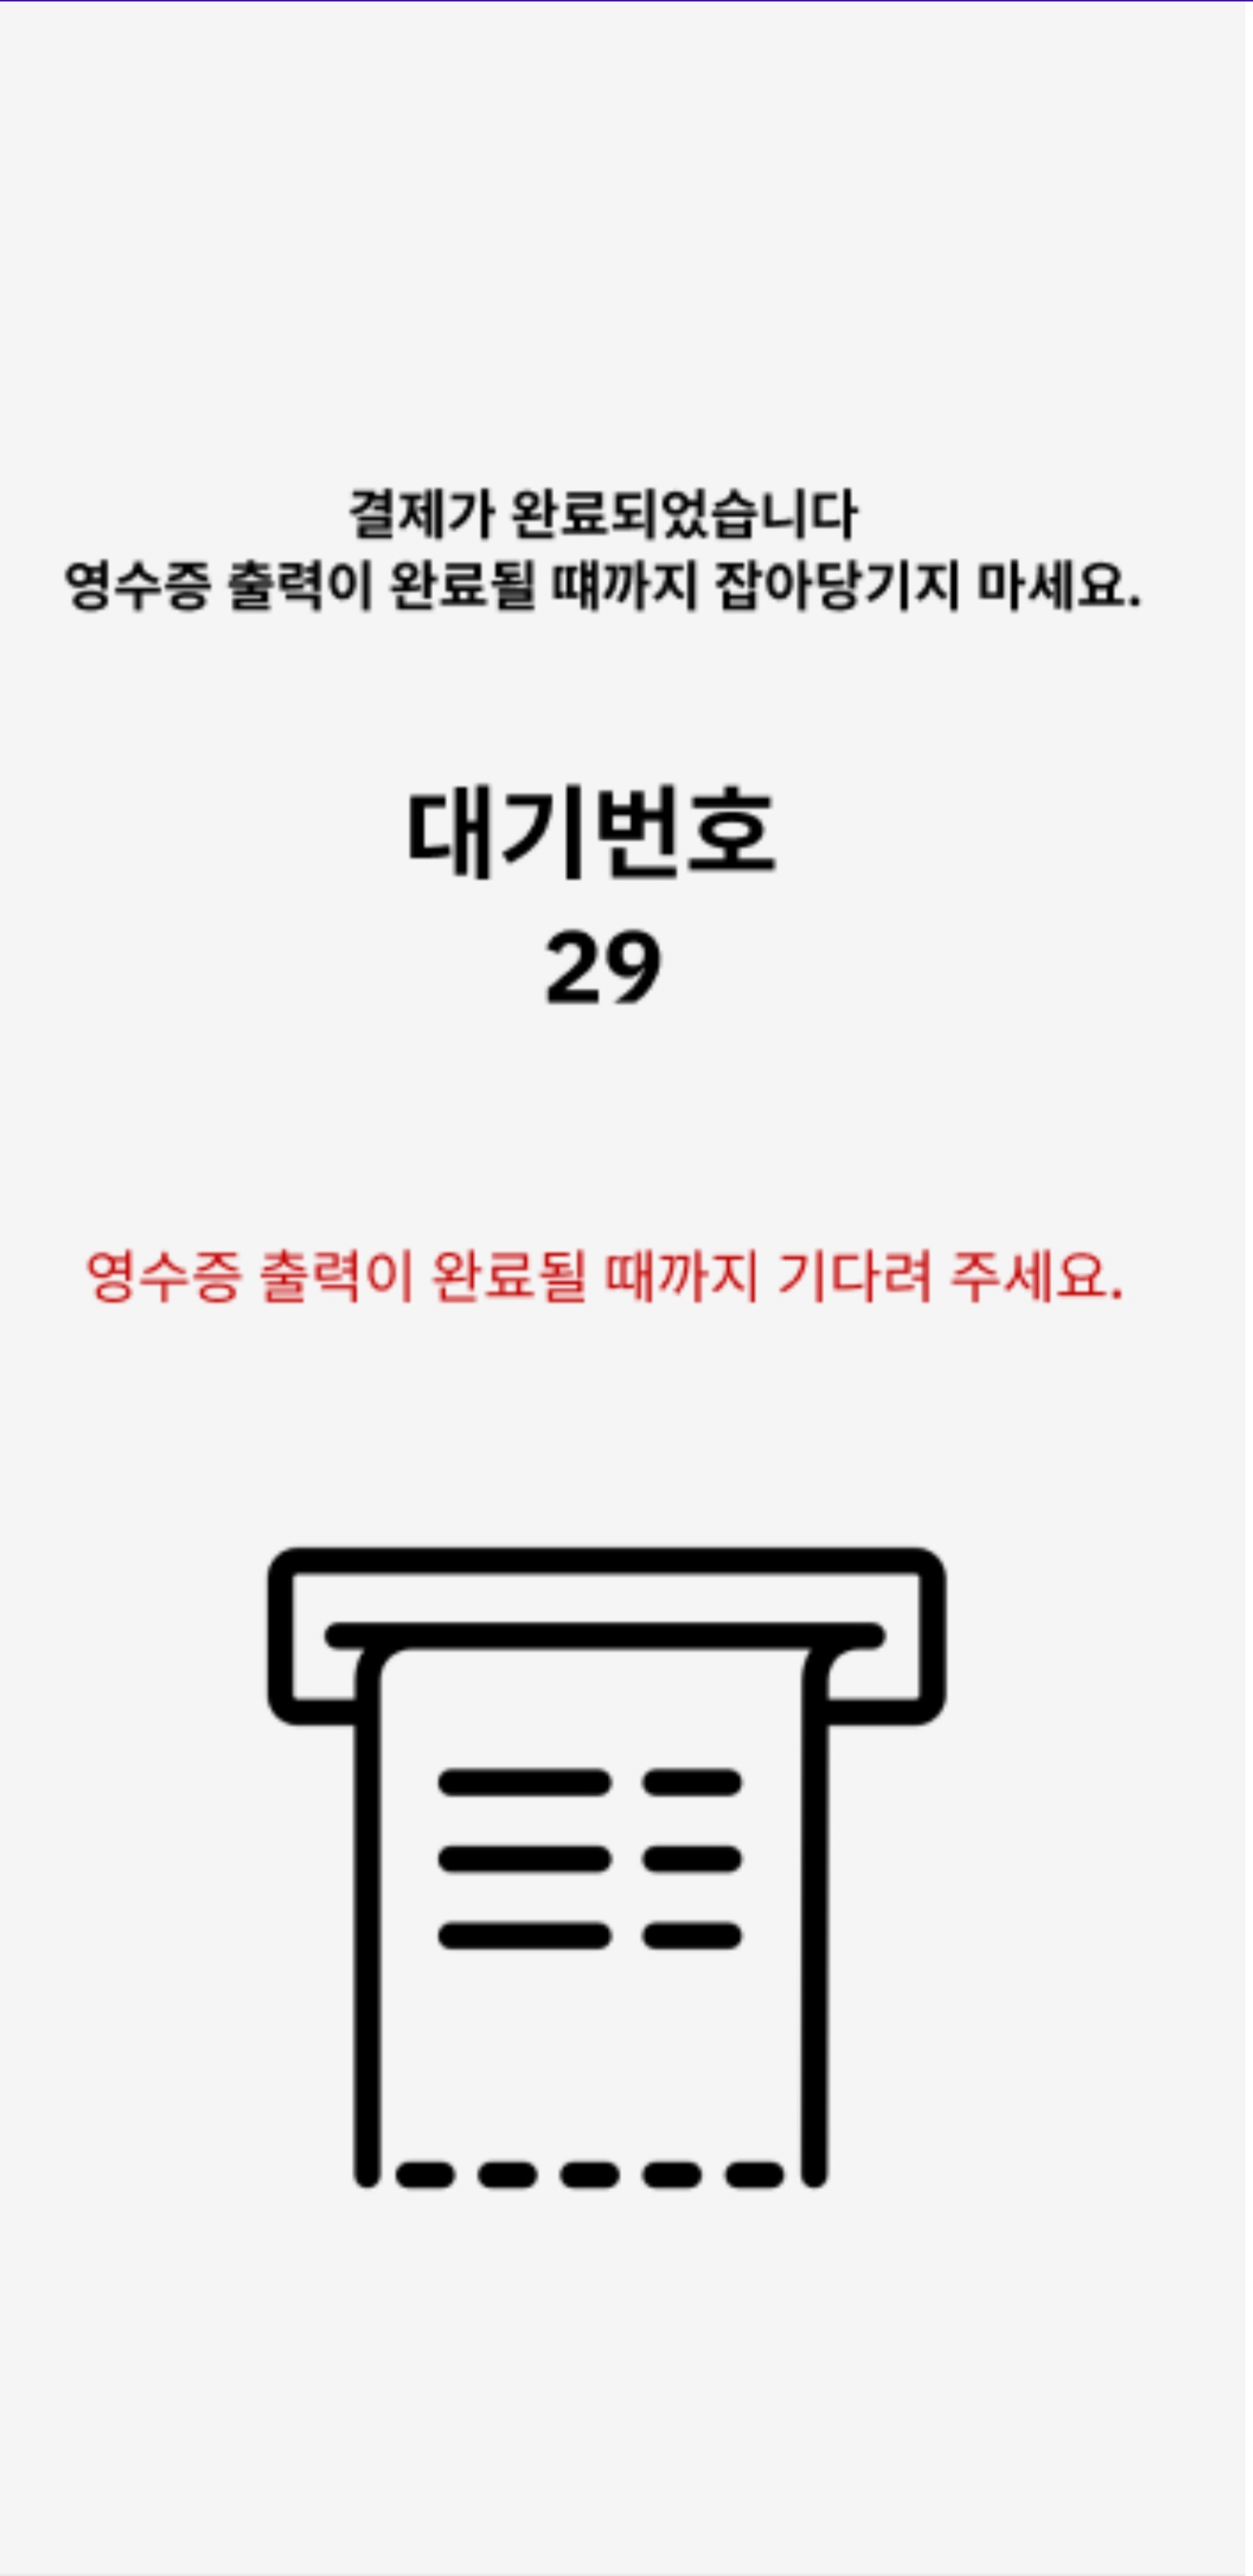 결제가 완료되었습니다
영수증 출력이 완료될 떄까지 잡아당기지 마세요.
대기번호
29
영수증 출력이 완료될 때까지 기다려 주세요.